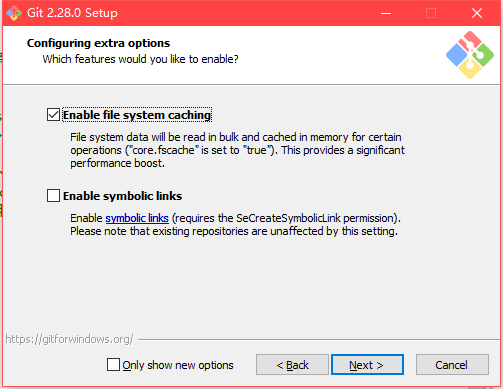 Git 2.28.0 Setup
Configuring extra options
Which features would you like to enable?
Enable file system caching
File system data will be read in bulk and cached in memory for certain
operations ("core.fscache" is set to "true"). This provides a significant
performance boost.
Enable symbolic links
Enable symbolic links (requires the SeCreateSymbolicLink permission).
Please note that existing repositories are unaffected by this setting.
https://gitforwindows.org/
Only show new options
< Back
Next >
Cancel